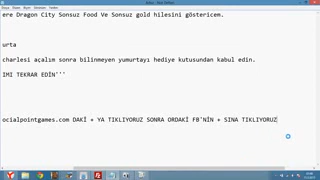 ere Dragon City Sonsuz Food Ve Sonsuz gold hilesini göstericem.
urta
charlesi açalım sonra bilinmeyen yumurtayı hediye kutusundan kabul edin.
IMI TEKRAR EDİN'''
ocialpointgames.com DAKİ + YA TIKLIYORUZ SONRA ORDAKİ FB'NİN + SINA TIKLIYORUZ